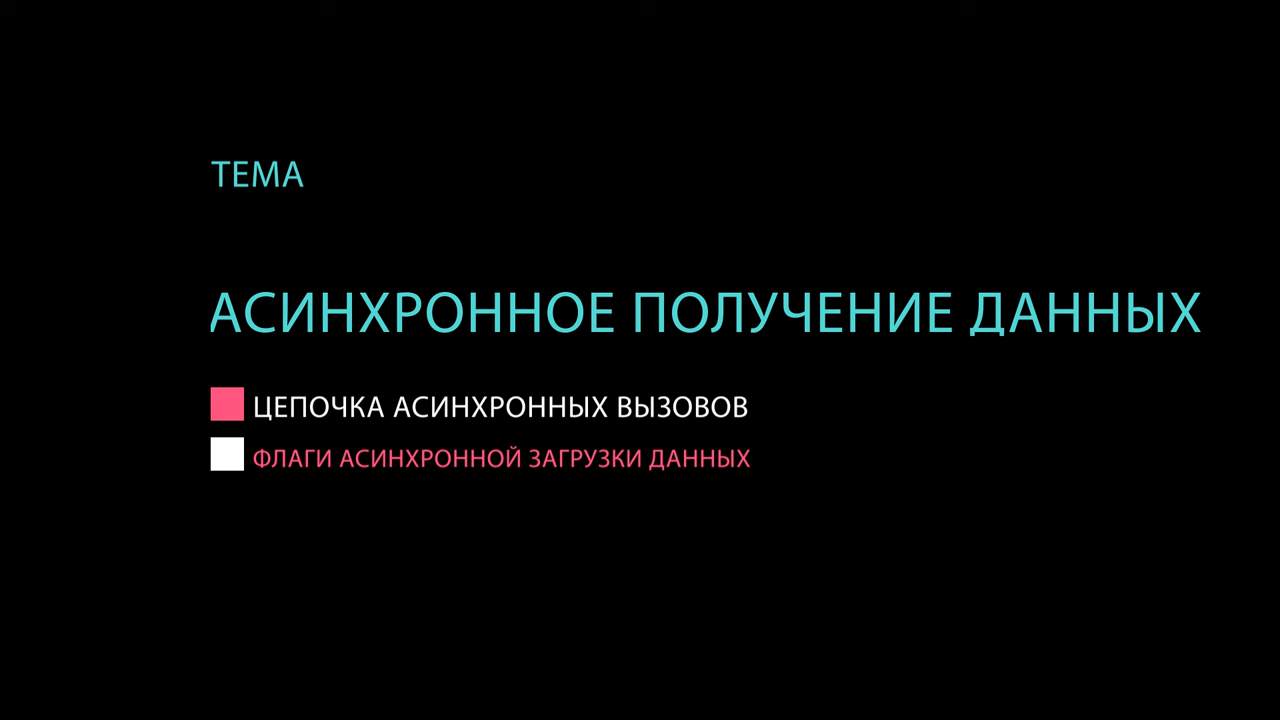 ТЕМА
АСИНХРОННОЕ ПОЛУЧЕНИЕ ДАННЫХ
ЦЕПОЧКА АСИНХРОННЫХ ВЫЗОВОВ
ФЛАГИ АСИНХРОННОЙ ЗАГРУЗКИ ДАННЫХ